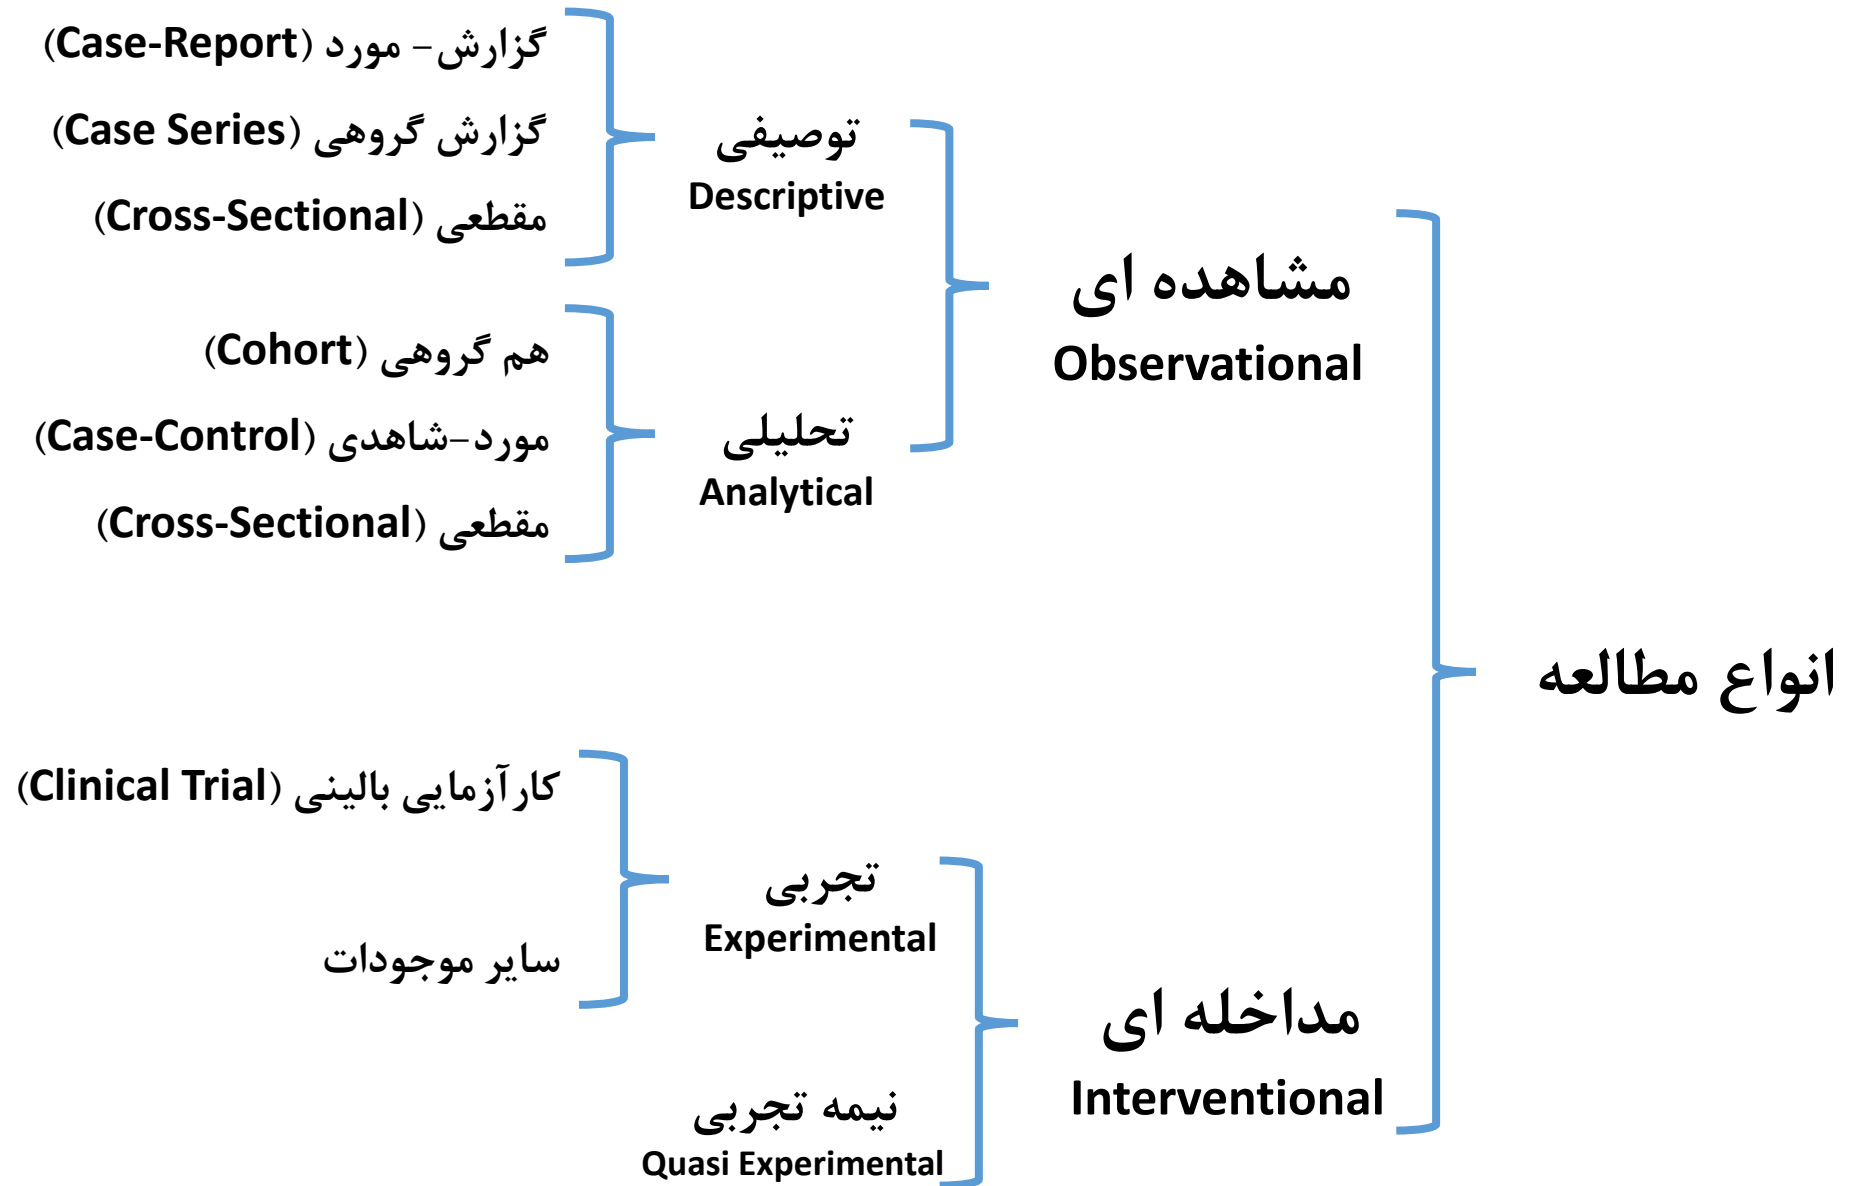 انواع مطالعه
مشاهده ای
Observational
توصیفی
Descriptive
گزارش- مورد (Case-Report)
گزارش گروهی (Case Series)
مقطعی (Cross-Sectional)
تحلیلی
Analytical
هم گروهی (Cohort)
مورد-شاهدی (Case-Control)
مقطعی (Cross-Sectional)
مداخله ای
Interventional
تجربی
Experimental
کارآزمایی بالینی (Clinical Trial)
سایر موجودات
نیمه تجربی
Quasi Experimental